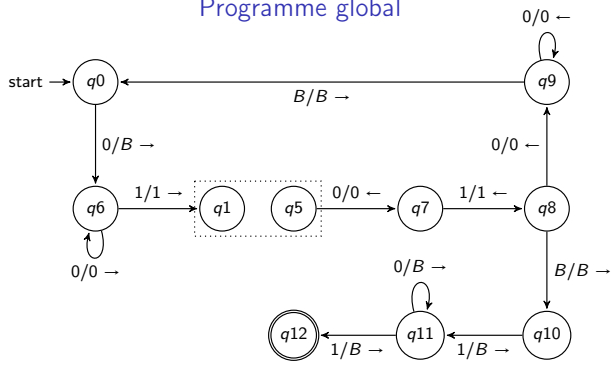 Programme global
0/0 ←
start
q0
q9
B/B →
0/B →
0/0 ←
q6
1/1 →
q1
q5
0/0 ←
q7
1/1 ←
q8
0/0 →
B/B →
0/B →
q12
1/B →
q11
1/B →
q10